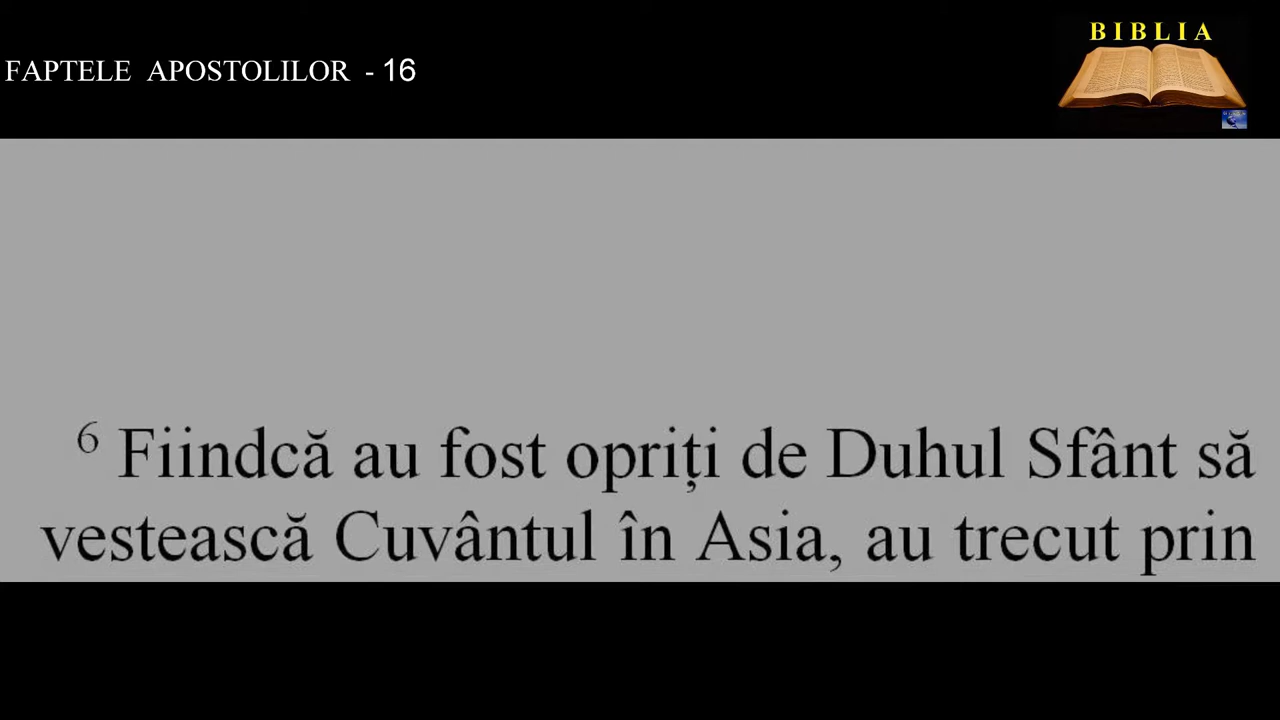 BIBLIA
FAPTELE APOSTOLILOR - 16
6 Fiindcă au fost opriți de Duhul Sfânt să
vestească Cuvântul în Asia, au trecut prin